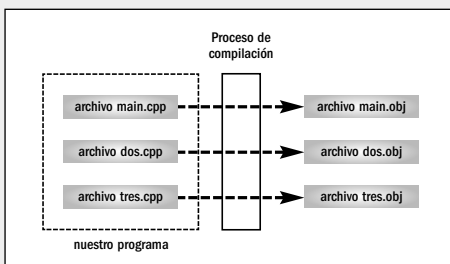 Proceso de
compilación
archivo main.cpp
archivo main.obj
archivo dos.cpp
archivo dos.obj
archivo tres.cpp
archivo tres.obj
nuestro programa